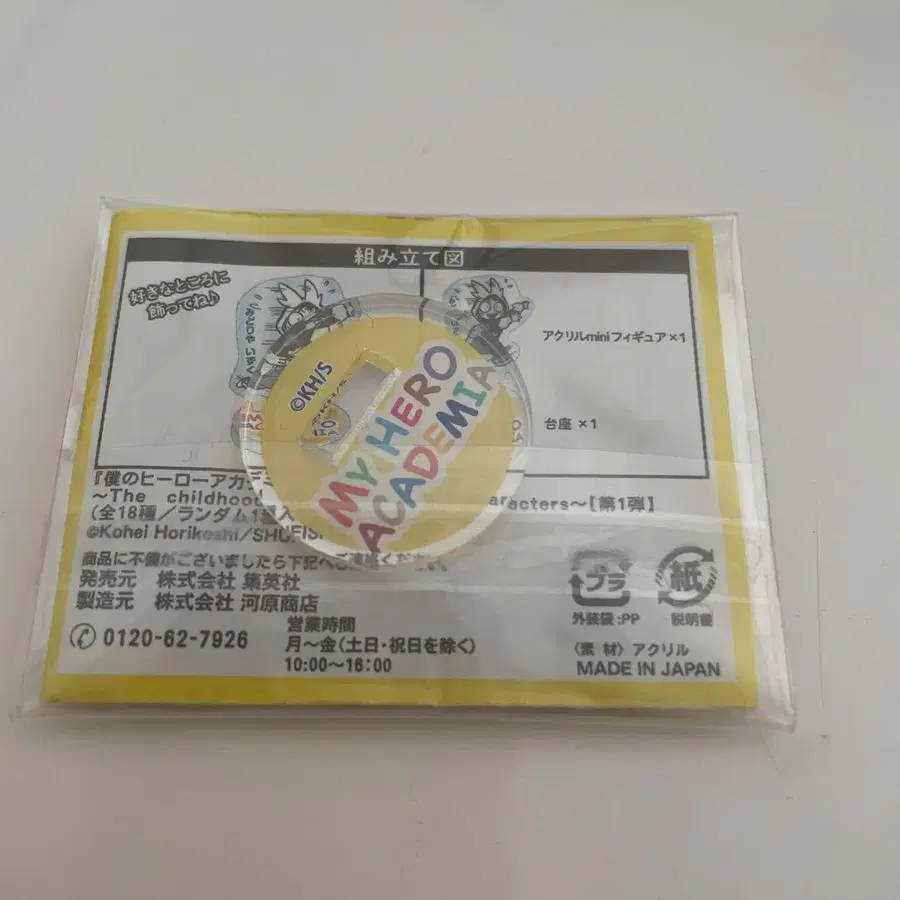 組み立て図
好きなところに
飾ってね♪
アクリルminiフィギュア×1
台座 ×1
©KH/S
MY HERO
ACADEMIA
『僕のヒーローアカデミ
～The childhood aracters～【第1弾】
(全18種／ランダム1種入
©Kohei Horikoshi/SHUEISHA
商品に不備がございましたら下記へご連絡ください
発売元 株式会社 集英社
製造元 株式会社 河原商店
0120-62-7926
営業時間
月～金(土日・祝日を除く)
10:00～16:00
プラ
外装袋:PP
紙
説明書
〈素 材〉アクリル
MADE IN JAPAN